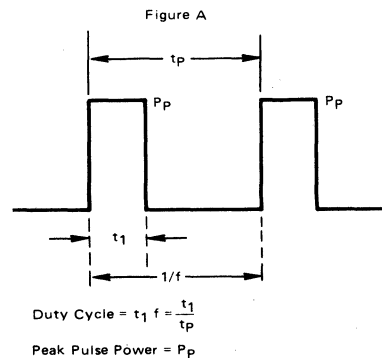 Figure A
tp
Pp Pp
t1
1/f
Duty Cycle = t1 f = t1/tp
Peak Pulse Power = Pp